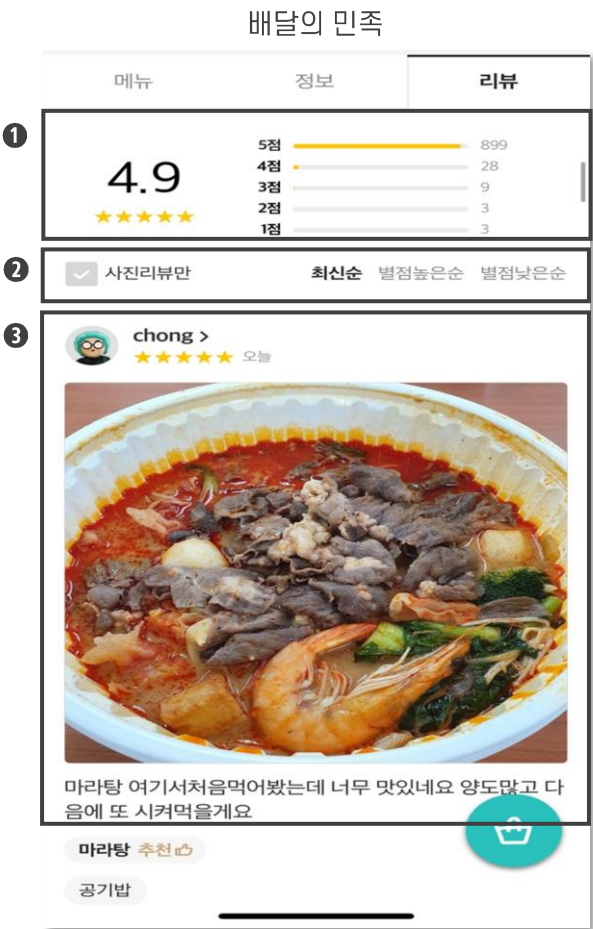 배달의 민족
메뉴 정보 리뷰
❶
4.9
5점 899
4점 28
3점 9
2점 3
1점 3
❷
사진리뷰만 최신순 별점높은순 별점낮은순
❸
chong >
오늘
마라탕 여기서처음먹어봤는데 너무 맛있네요 양도많고 다
음에 또 시켜먹을게요
마라탕 추천
공기밥